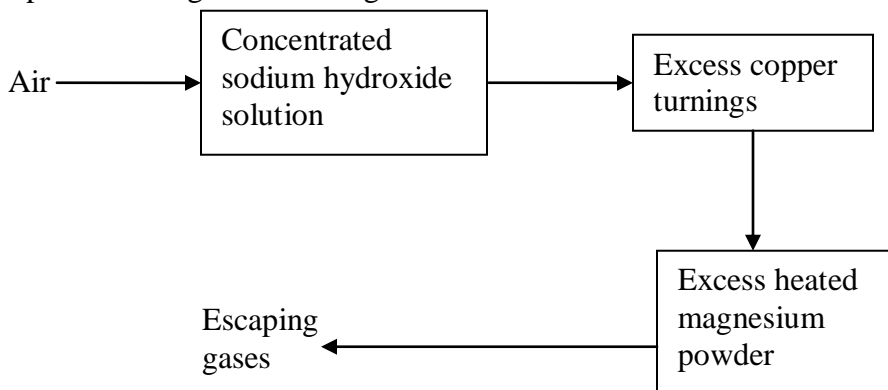 Air
Concentrated
sodium hydroxide
solution
Excess copper
turnings
Excess heated
magnesium
powder
Escaping
gases